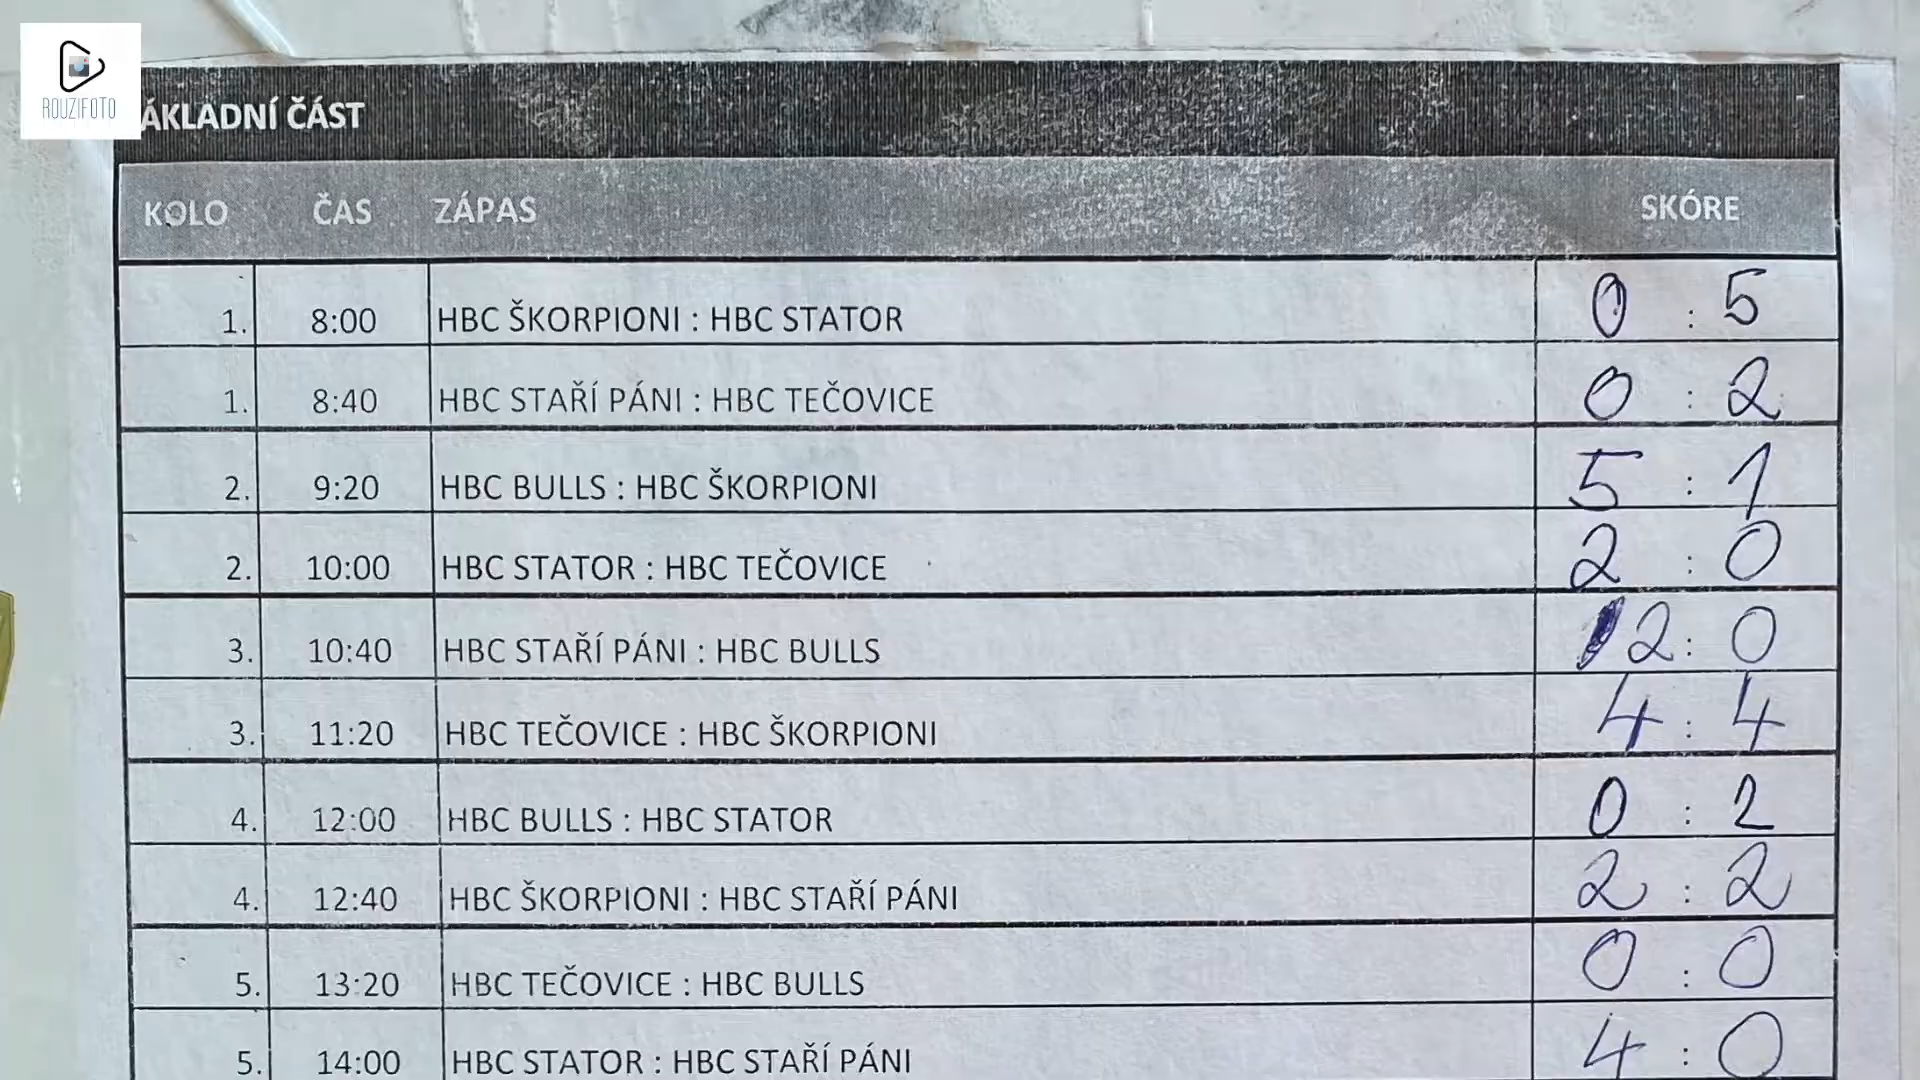 ROUZIFOTO
ÁKLADNÍ ČÁST
KOLO ČAS ZÁPAS SKÓRE
1. 8:00 HBC ŠKORPIONI : HBC STATOR 0 : 5
1. 8:40 HBC STAŘÍ PÁNI : HBC TEČOVICE 0 : 2
2. 9:20 HBC BULLS : HBC ŠKORPIONI 5 : 1
2. 10:00 HBC STATOR : HBC TEČOVICE 2 : 0
3. 10:40 HBC STAŘÍ PÁNI : HBC BULLS 2 : 0
3. 11:20 HBC TEČOVICE : HBC ŠKORPIONI 4 : 4
4. 12:00 HBC BULLS : HBC STATOR 0 : 2
4. 12:40 HBC ŠKORPIONI : HBC STAŘÍ PÁNI 2 : 2
5. 13:20 HBC TEČOVICE : HBC BULLS 0 : 0
5. 14:00 HBC STATOR : HBC STAŘÍ PÁNI 4 : 0